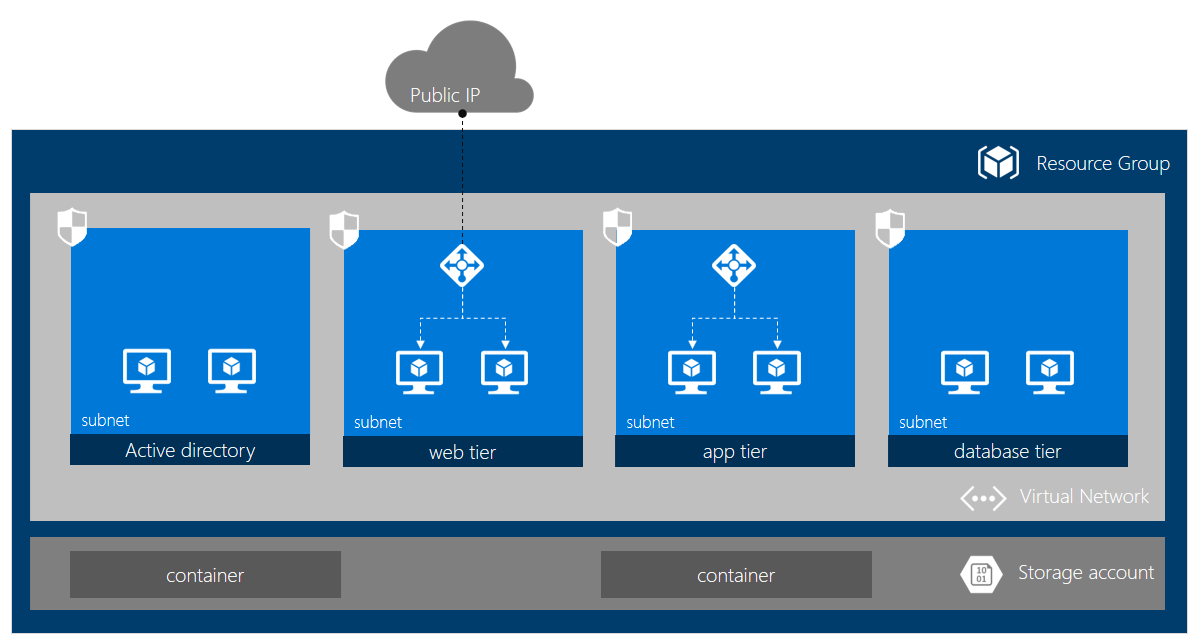 Public IP
Resource Group
subnet
Active directory
subnet
web tier
subnet
app tier
subnet
database tier
Virtual Network
container
container
10
01
Storage account